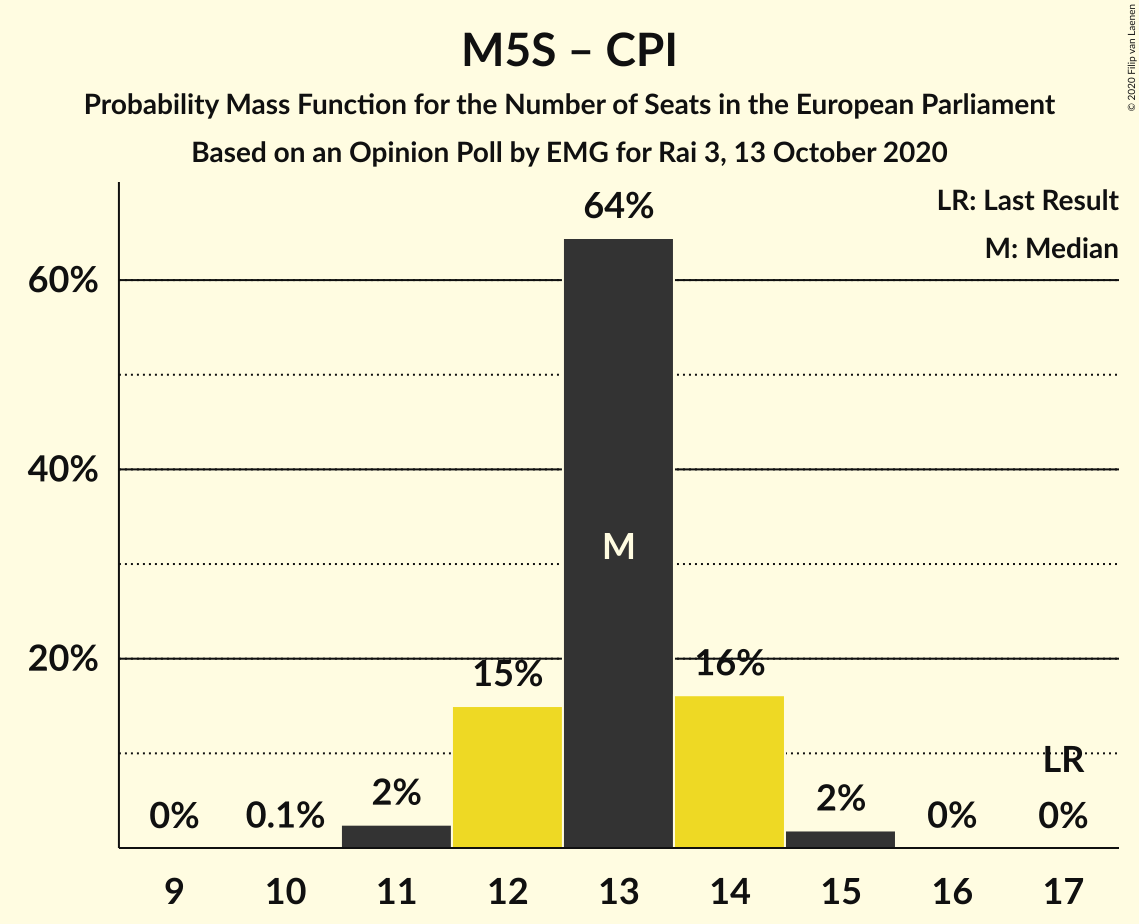 M5S – CPI
Probability Mass Function for the Number of Seats in the European Parliament
Based on an Opinion Poll by EMG for Rai 3, 13 October 2020
© 2020 Filip van Laenen
LR: Last Result
M: Median
64%
60%
40%
M
20%
15%
16%
LR
0%
0.1%
2%
2%
0%
0%
9 10 11 12 13 14 15 16 17